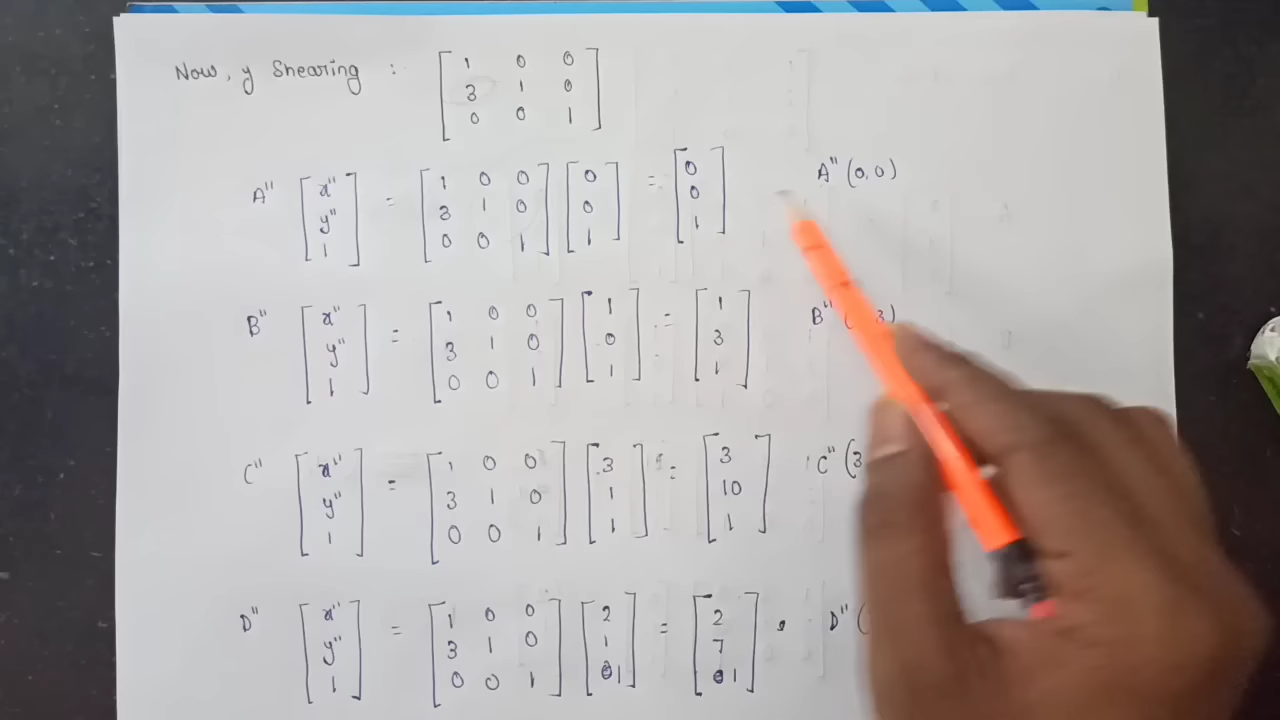 Now, y Shearing : [1 0 0
3 1 0
0 0 1]
A" [x" y" 1] = [1 0 0
3 1 0
0 0 1] [0 0 1] = [0 0 1] A" (0, 0)
B" [x" y" 1] = [1 0 0
3 1 0
0 0 1] [1 0 1] = [1 3 1] B" ( 3)
C" [x" y" 1] = [1 0 0
3 1 0
0 0 1] [3 1 1] = [3 10 1] C" (3
D" [x" y" 1] = [1 0 0
3 1 0
0 0 1] [2 1 1] = [2 7 1] D" (